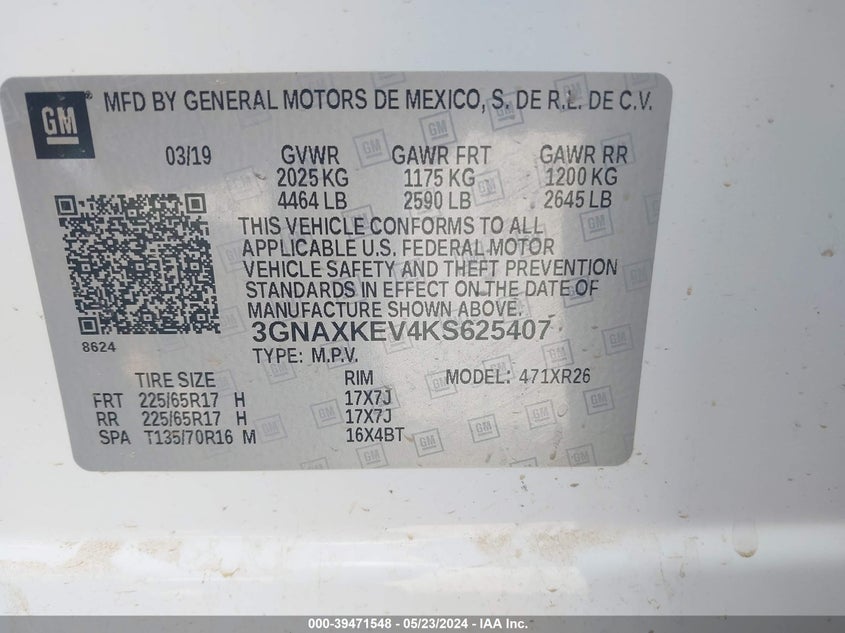 GM ® MFD BY GENERAL MOTORS DE MEXICO, S. DE R.L. DE C.V.
03/19 GVWR GAWR FRT GAWR RR
2025 KG 1175 KG 1200 KG
4464 LB 2590 LB 2645 LB
THIS VEHICLE CONFORMS TO ALL
APPLICABLE U.S. FEDERAL MOTOR
VEHICLE SAFETY AND THEFT PREVENTION
STANDARDS IN EFFECT ON THE DATE OF
MANUFACTURE SHOWN ABOVE.
8624 3GNAXKEV4KS625407
TYPE: M.P.V.
TIRE SIZE RIM MODEL: 471XR26
FRT 225/65R17 H 17X7J
RR 225/65R17 H 17X7J
SPA T135/70R16 M 16X4BT
000-39471548 - 05/23/2024 - IAA Inc.